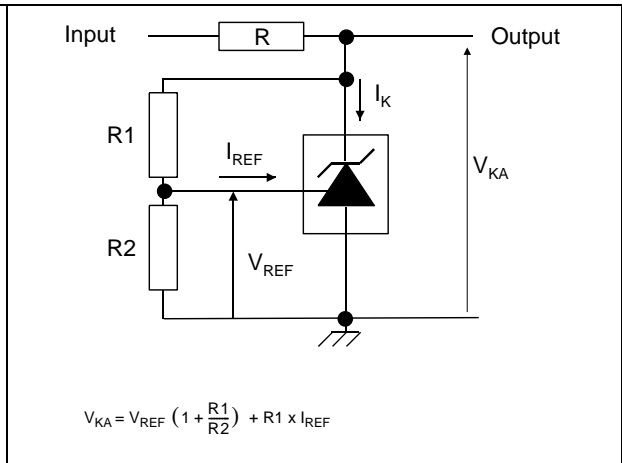 Input R Output
I_K
R1
I_REF
V_KA
R2
V_REF
V_KA = V_REF (1 + R1/R2) + R1 x I_REF